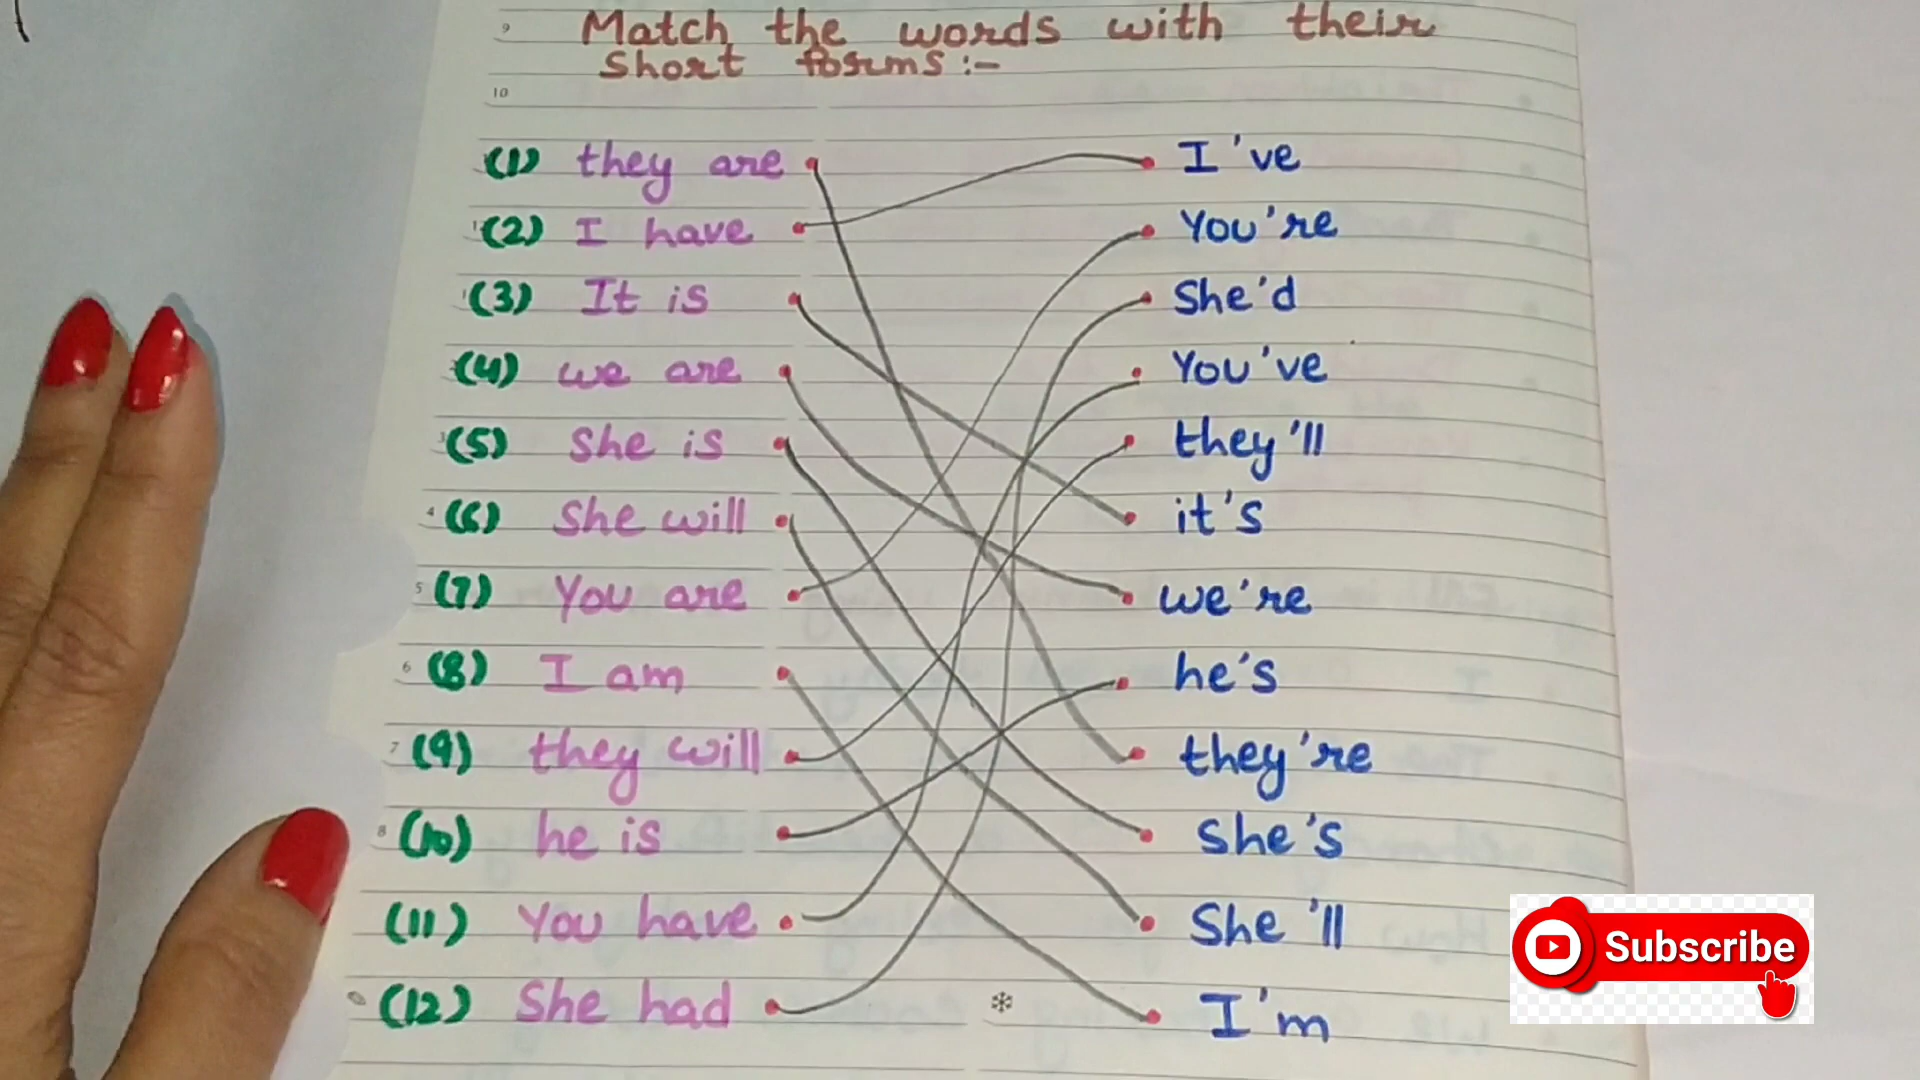 Match the words with their
short forms :-
(1) they are I've
(2) I have You're
(3) It is She'd
(4) we are You've
(5) She is they'll
(6) She will it's
(7) You are we're
(8) I am he's
(9) they will they're
(10) he is She's
(11) You have She'll
(12) She had I'm
Subscribe